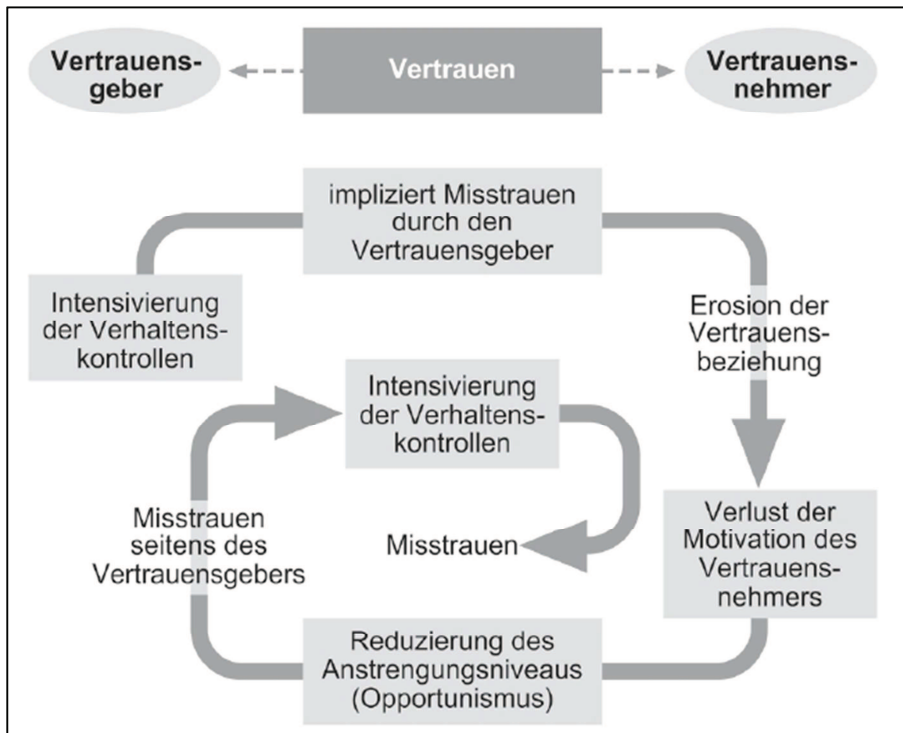 Vertrauens-
geber
Vertrauen
Vertrauens-
nehmer
impliziert Misstrauen
durch den
Vertrauensgeber
Intensivierung
der Verhaltens-
kontrollen
Erosion der
Vertrauens-
beziehung
Intensivierung
der Verhaltens-
kontrollen
Misstrauen
seitens des
Vertrauensgebers
Misstrauen
Verlust der
Motivation des
Vertrauens-
nehmers
Reduzierung des
Anstrengungsniveaus
(Opportunismus)